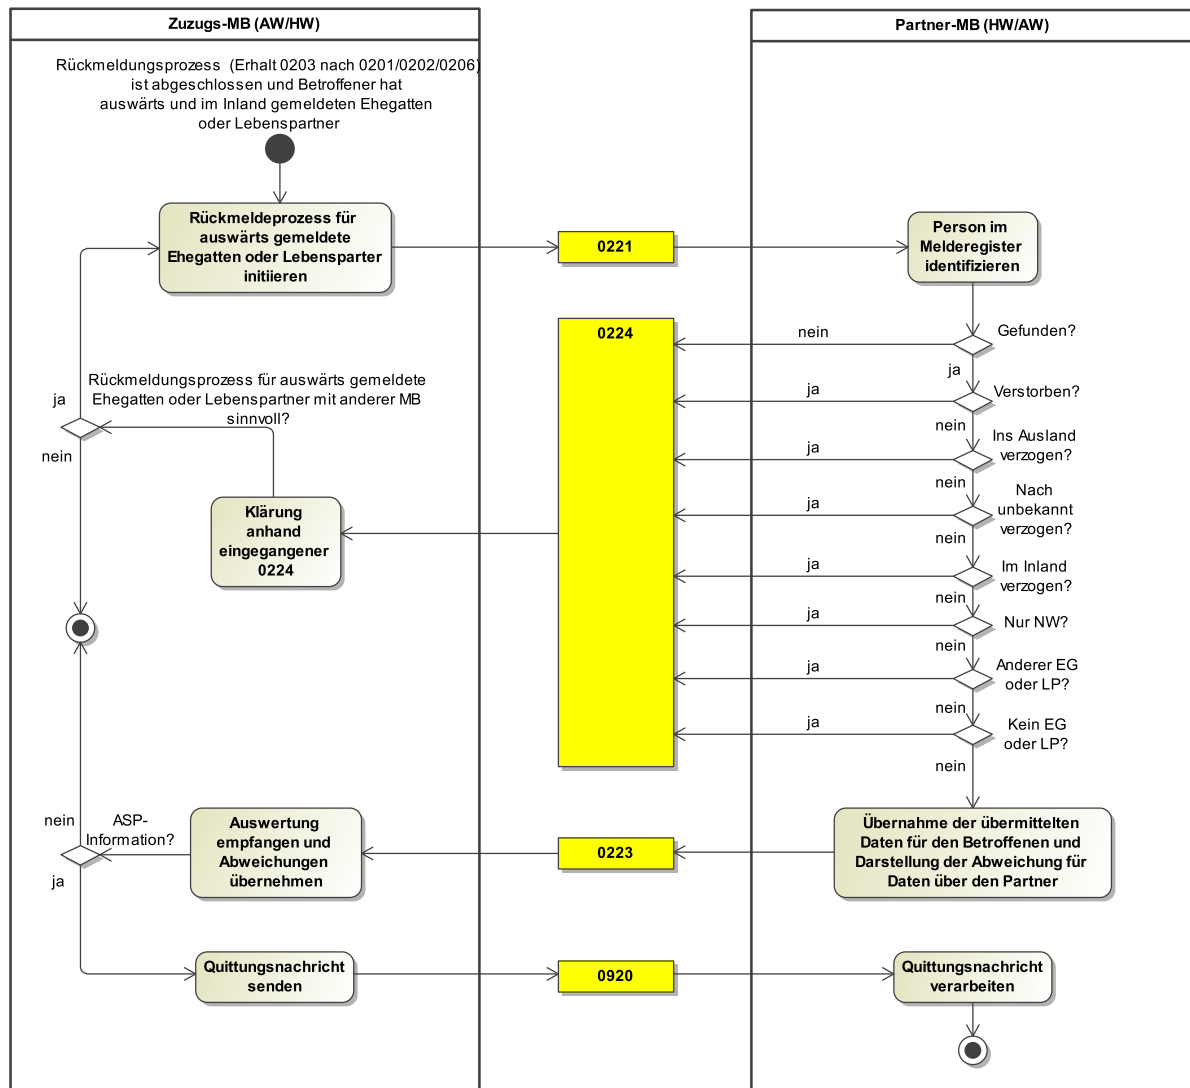 Zuzugs-MB (AW/HW)
Partner-MB (HW/AW)
Rückmeldungsprozess (Erhalt 0203 nach 0201/0202/0206)
ist abgeschlossen und Betroffener hat
auswärts und im Inland gemeldeten Ehegatten
oder Lebenspartner
Rückmeldeprozess für
auswärts gemeldete
Ehegatten oder Lebensparter
initiieren
0221
Person im
Melderegister
identifizieren
0224
nein
Gefunden?
ja
Rückmeldungsprozess für auswärts gemeldete
Ehegatten oder Lebenspartner mit anderer MB
sinnvoll?
ja
nein
ja
Verstorben?
nein
ja
Ins Ausland
verzogen?
nein
Klärung
anhand
eingegangener
0224
ja
Nach
unbekannt
verzogen?
nein
ja
Im Inland
verzogen?
nein
ja
Nur NW?
nein
ja
Anderer EG
oder LP?
nein
ja
Kein EG
oder LP?
nein
nein
ASP-
Information?
ja
Auswertung
empfangen und
Abweichungen
übernehmen
0223
Übernahme der übermittelten
Daten für den Betroffenen und
Darstellung der Abweichung für
Daten über den Partner
Quittungsnachricht
senden
0920
Quittungsnachricht
verarbeiten